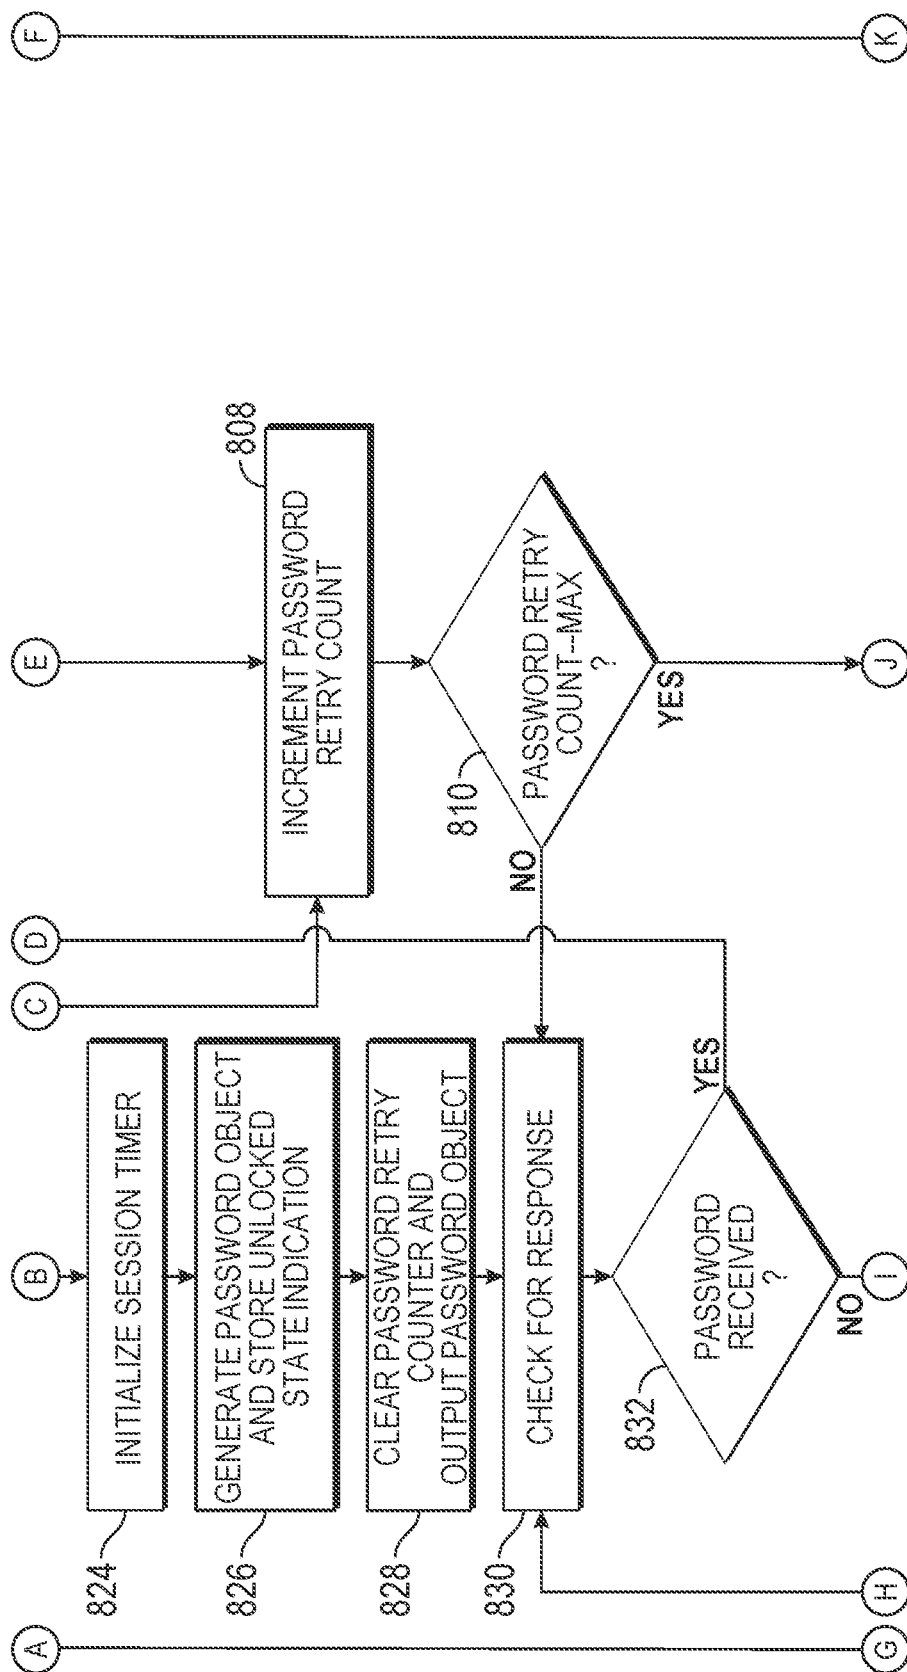 A
B
C
D
E
F
824
INITIALIZE SESSION TIMER
826
GENERATE PASSWORD OBJECT
AND STORE UNLOCKED
STATE INDICATION
828
CLEAR PASSWORD RETRY
COUNTER AND
OUTPUT PASSWORD OBJECT
830
CHECK FOR RESPONSE
832
PASSWORD
RECEIVED
?
YES
NO
808
INCREMENT PASSWORD
RETRY COUNT
810
PASSWORD RETRY
COUNT--MAX
?
NO
YES
G
H
I
J
K